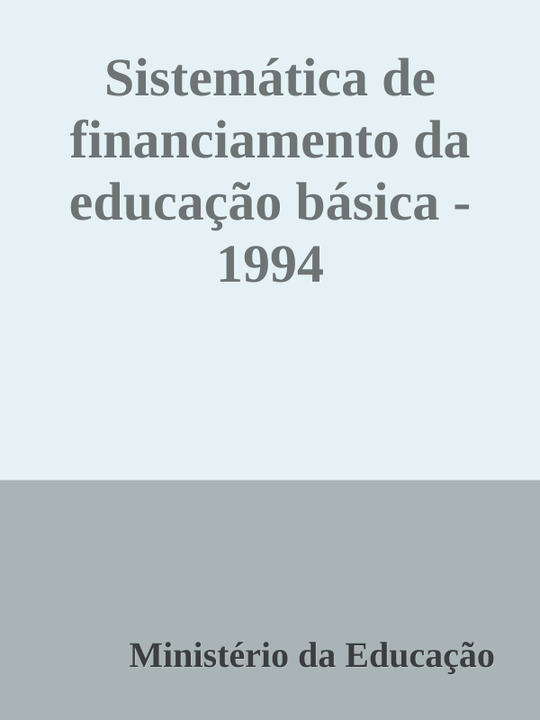 Sistemática de
financiamento da
educação básica -
1994
Ministério da Educação